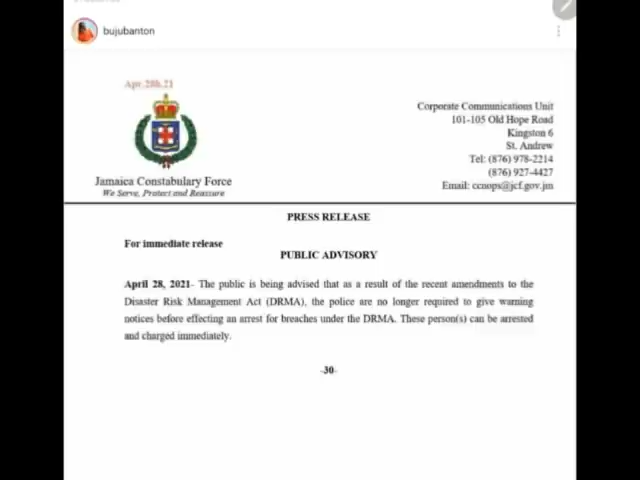 bujubanton
Apr.28h.21
Corporate Communications Unit
101-105 Old Hope Road
Kingston 6
St. Andrew
Tel: (876) 978-2214
(876) 927-4427
Email: ccnops@jcf.gov.jm
Jamaica Constabulary Force
We Serve, Protect and Reassure
PRESS RELEASE
For immediate release
PUBLIC ADVISORY
April 28, 2021- The public is being advised that as a result of the recent amendments to the
Disaster Risk Management Act (DRMA), the police are no longer required to give warning
notices before effecting an arrest for breaches under the DRMA. These person(s) can be arrested
and charged immediately.
-30-